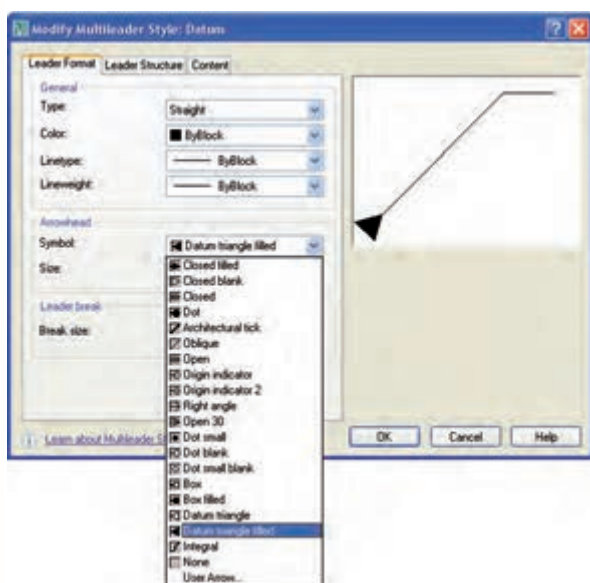 Modify Multileader Style: Datum
Leader Format Leader Structure Content
General
Type: Straight
Color: ByBlock
Linetype: ByBlock
Lineweight: ByBlock
Arrowhead
Symbol: Datum triangle filled
Size:
Closed filled
Closed blank
Closed
Dot
Architectural tick
Oblique
Open
Origin indicator
Origin indicator 2
Right angle
Open 30
Dot small
Dot blank
Dot small blank
Box
Box filled
Datum triangle
Datum triangle filled
Integral
None
User Arrow...
Leader break
Break size:
Learn about Multileader S
OK Cancel Help